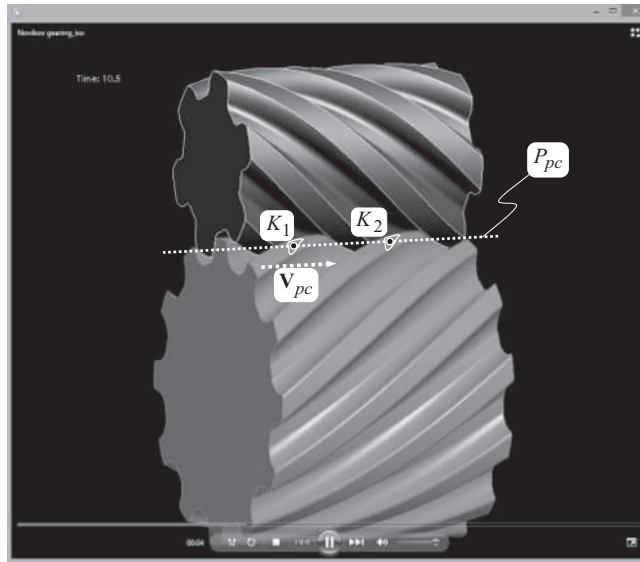 Novikov gearing_iso
Time: 10.5
P_pc
K_1
K_2
V_pc
00:04